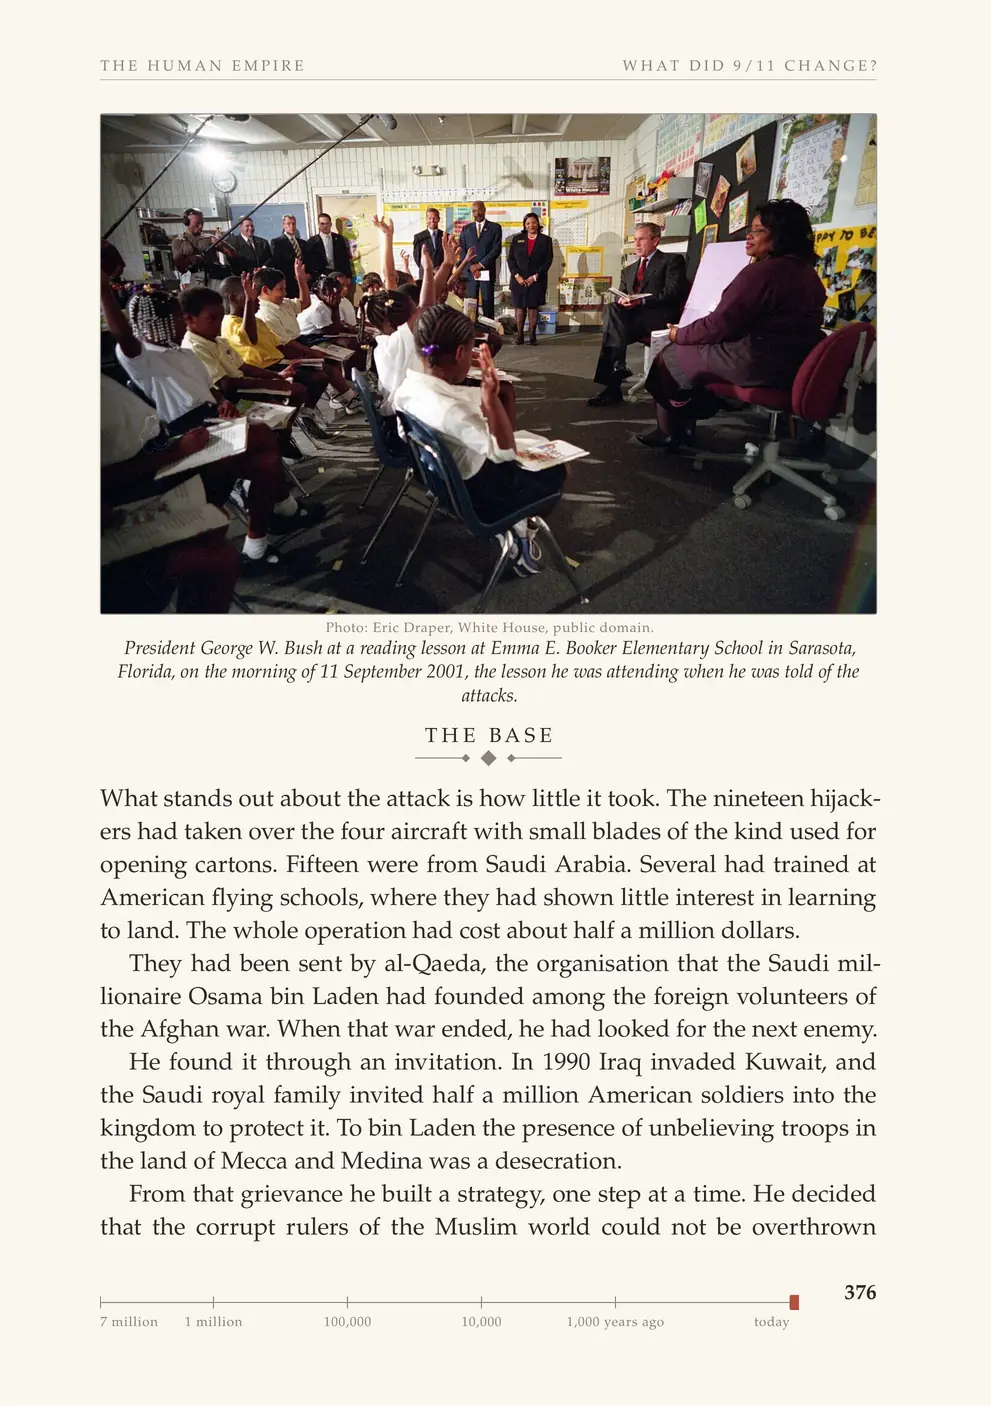 THE HUMAN EMPIRE
WHAT DID 9/11 CHANGE?
Photo: Eric Draper, White House, public domain.
President George W. Bush at a reading lesson at Emma E. Booker Elementary School in Sarasota,
Florida, on the morning of 11 September 2001, the lesson he was attending when he was told of the
attacks.
THE BASE
What stands out about the attack is how little it took. The nineteen hijack-
ers had taken over the four aircraft with small blades of the kind used for
opening cartons. Fifteen were from Saudi Arabia. Several had trained at
American flying schools, where they had shown little interest in learning
to land. The whole operation had cost about half a million dollars.
They had been sent by al-Qaeda, the organisation that the Saudi mil-
lionaire Osama bin Laden had founded among the foreign volunteers of
the Afghan war. When that war ended, he had looked for the next enemy.
He found it through an invitation. In 1990 Iraq invaded Kuwait, and
the Saudi royal family invited half a million American soldiers into the
kingdom to protect it. To bin Laden the presence of unbelieving troops in
the land of Mecca and Medina was a desecration.
From that grievance he built a strategy, one step at a time. He decided
that the corrupt rulers of the Muslim world could not be overthrown
376
7 million 1 million 100,000 10,000 1,000 years ago today